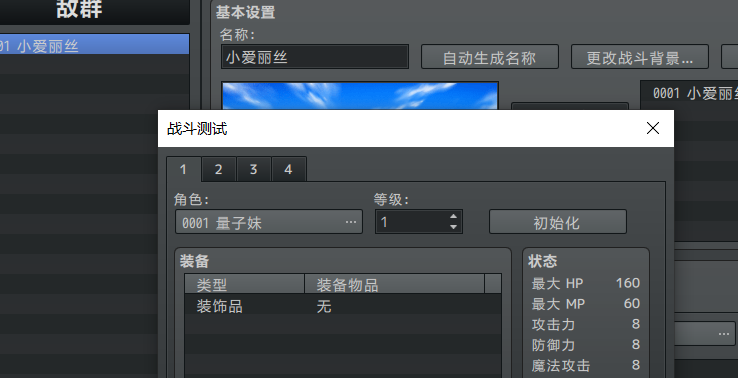 敌群
基本设置
名称:
0001 小爱丽丝
小爱丽丝
自动生成名称
更改战斗背景...
0001 小爱丽丝
战斗测试
1 2 3 4
角色:
等级:
0001 量子妹 ...
1
初始化
装备
状态
类型 装备物品
装饰品 无
最大 HP 160
最大 MP 60
攻击力 8
防御力 8
魔法攻击 8
...